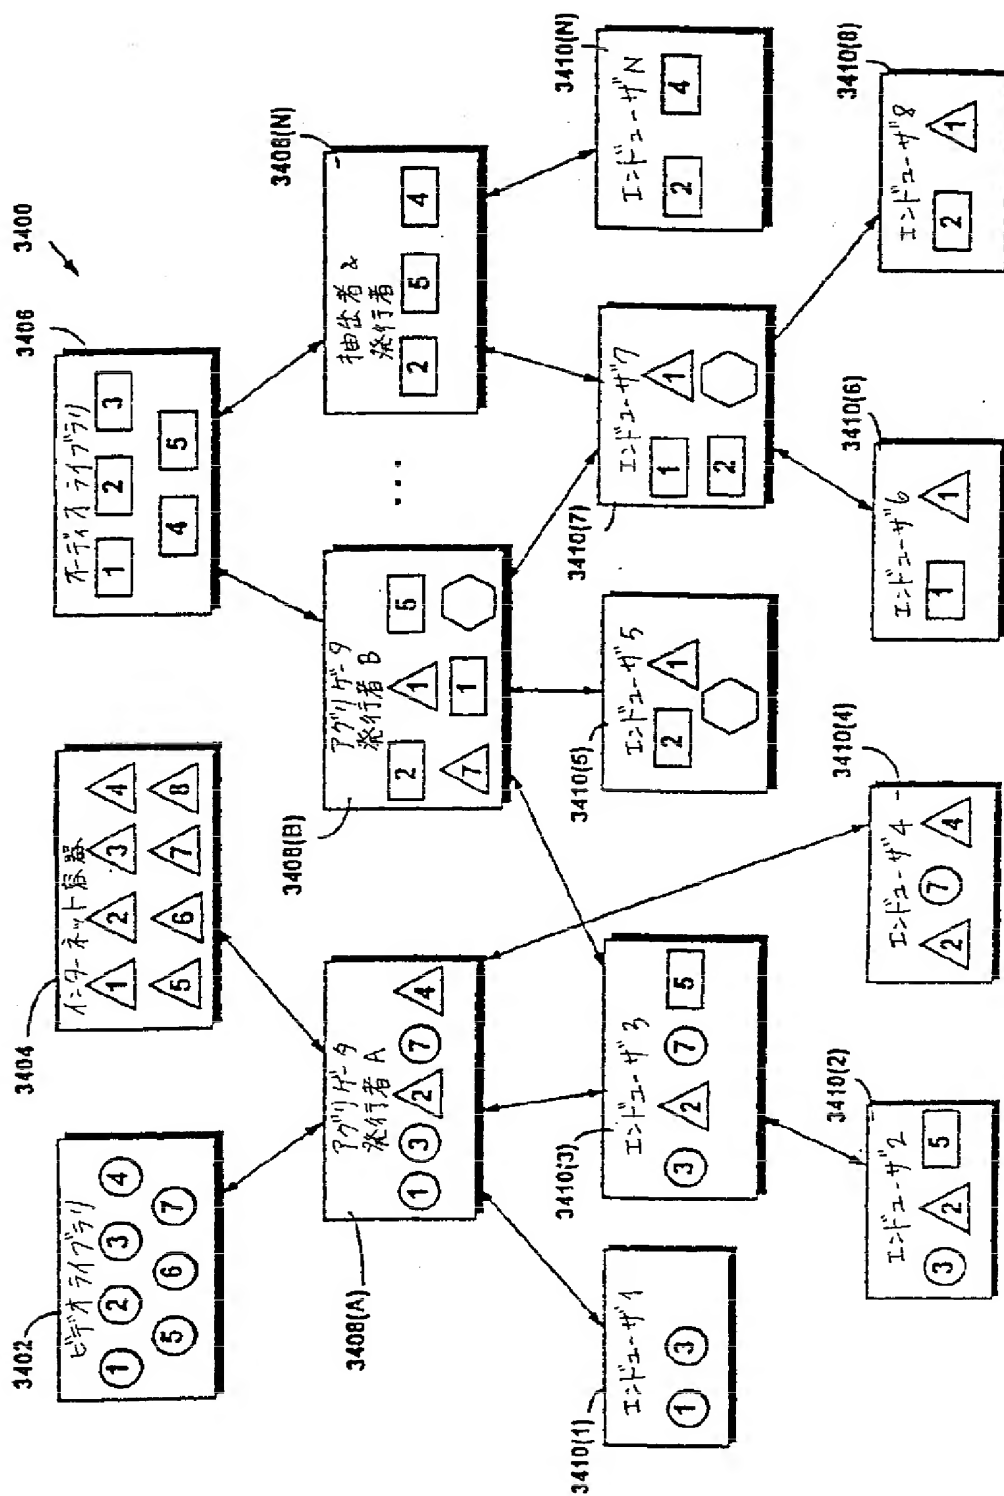 3400
3402
ビデオライブラリ
1 2 3 4
5 6 7
3404
インターネット容器
1 2 3 4
5 6 7 8
3406
オーディオライブラリ
1 2 3
4 5
3408(A)
アグリゲータ
発行者 A
1 3 2 7 4
3408(B)
アグリゲータ
発行者 B
2 1 5
7 1
...
3408(N)
抽出者 &
発行者
2 5 4
3410(1)
エンドユーザ1
1 3
3410(3)
エンドユーザ3
3 2 7 5
3410(5)
エンドユーザ5
2 1
3410(7)
エンドユーザ7
1 1
2
3410(N)
エンドユーザN
2 4
3410(2)
エンドユーザ2
3 2 5
3410(4)
エンドユーザ4
2 7 4
3410(6)
エンドユーザ6
1 1
3410(8)
エンドユーザ8
2 1